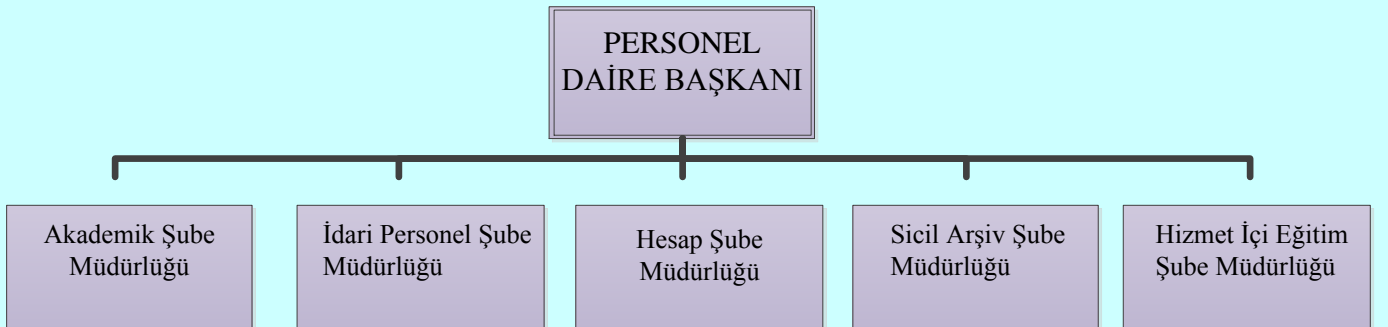 PERSONEL
DAİRE BAŞKANI
Akademik Şube
Müdürlüğü
İdari Personel Şube
Müdürlüğü
Hesap Şube
Müdürlüğü
Sicil Arşiv Şube
Müdürlüğü
Hizmet İçi Eğitim
Şube Müdürlüğü